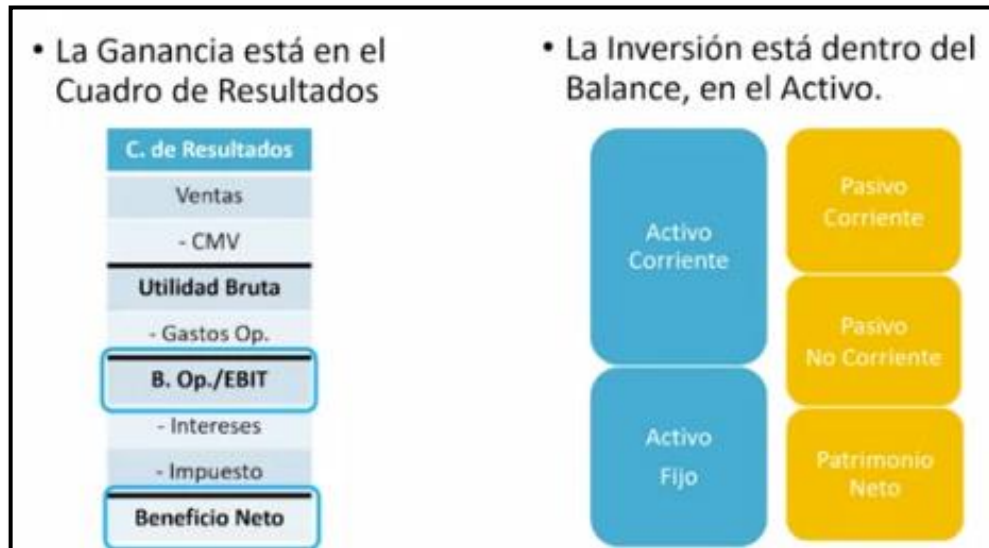 • La Ganancia está en el
Cuadro de Resultados
C. de Resultados
Ventas
- CMV
Utilidad Bruta
- Gastos Op.
B. Op./EBIT
- Intereses
- Impuesto
Beneficio Neto
• La Inversión está dentro del
Balance, en el Activo.
Activo
Corriente
Activo
Fijo
Pasivo
Corriente
Pasivo
No Corriente
Patrimonio
Neto